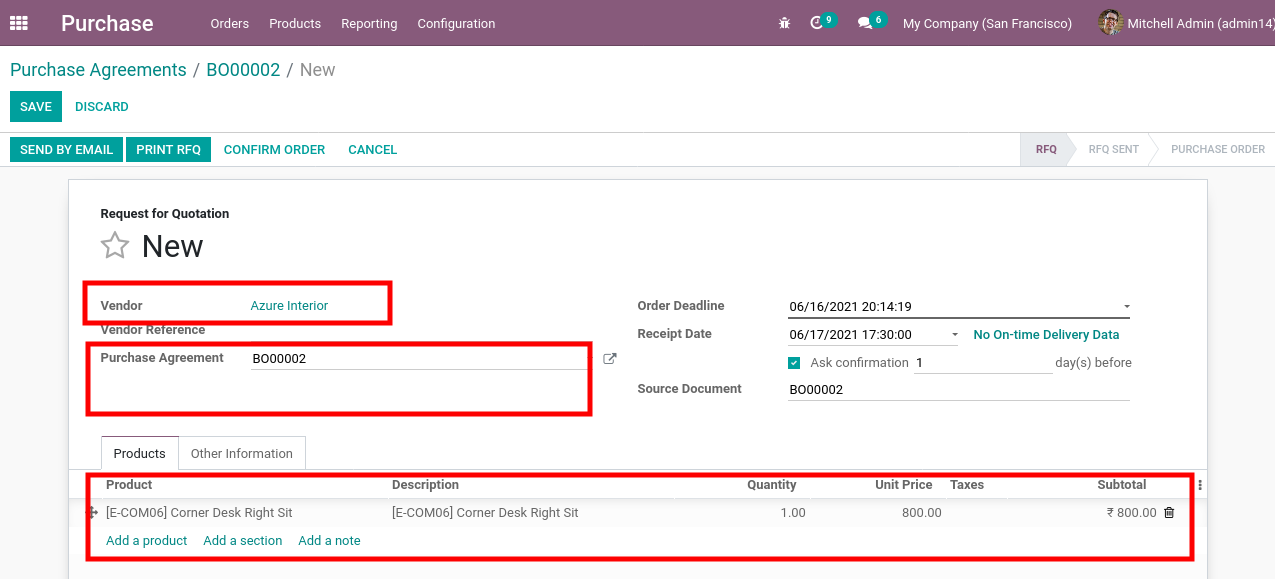 Purchase Orders Products Reporting Configuration 9 6 My Company (San Francisco) Mitchell Admin (admin14)
Purchase Agreements / BO00002 / New
SAVE DISCARD
SEND BY EMAIL PRINT RFQ CONFIRM ORDER CANCEL RFQ RFQ SENT PURCHASE ORDER
Request for Quotation
New
Vendor Azure Interior Order Deadline 06/16/2021 20:14:19
Vendor Reference Receipt Date 06/17/2021 17:30:00 No On-time Delivery Data
Purchase Agreement BO00002 Ask confirmation 1 day(s) before
Source Document BO00002
Products Other Information
Product Description Quantity Unit Price Taxes Subtotal
[E-COM06] Corner Desk Right Sit [E-COM06] Corner Desk Right Sit 1.00 800.00 ₹ 800.00
Add a product Add a section Add a note